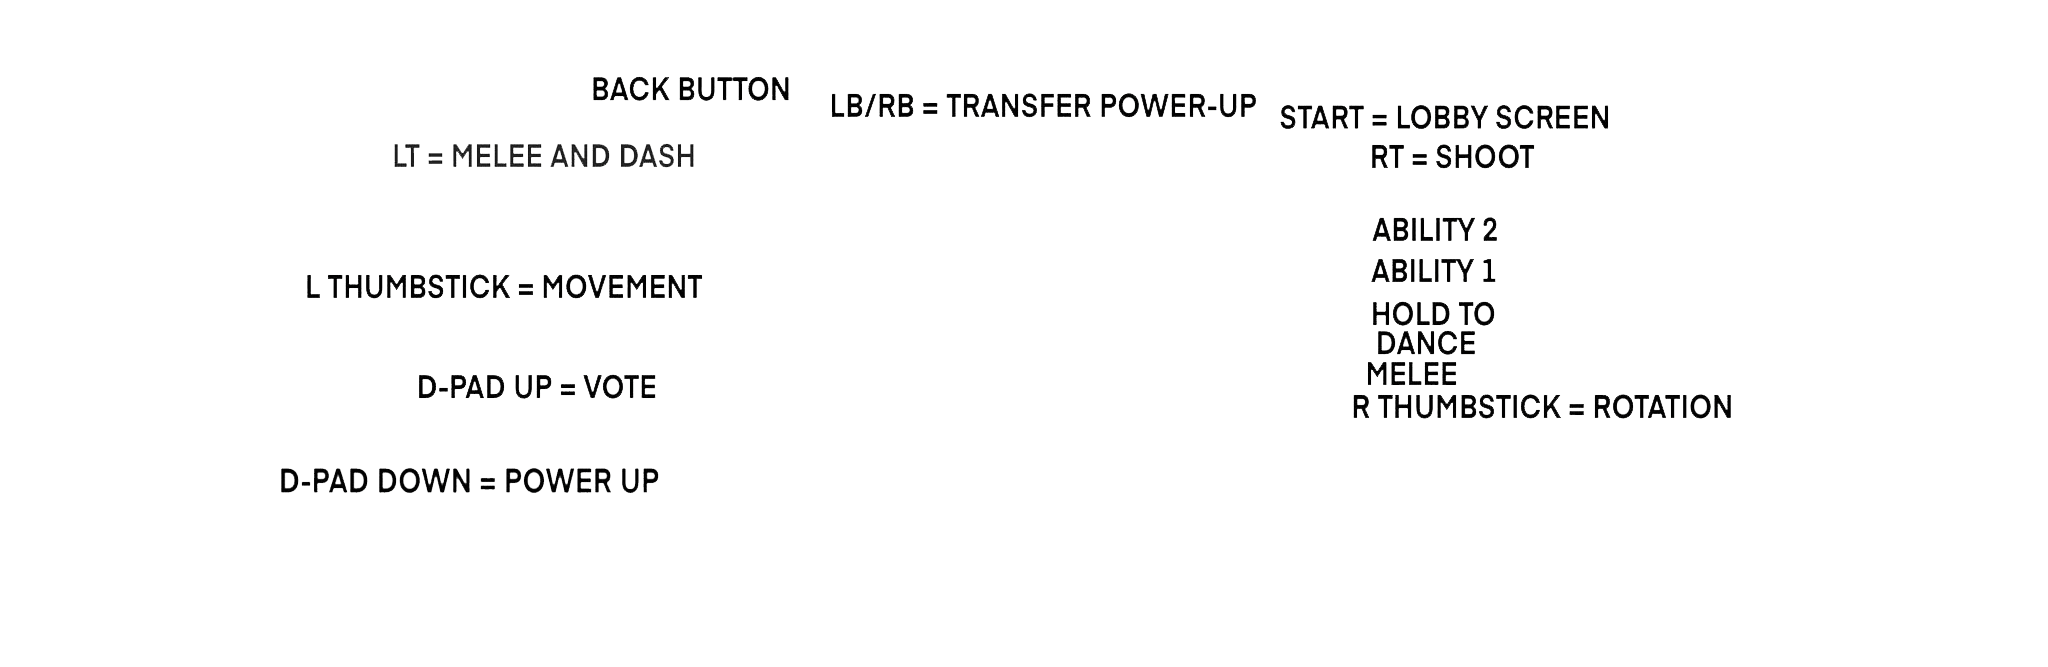 BACK BUTTON
LB/RB = TRANSFER POWER-UP
START = LOBBY SCREEN
LT = MELEE AND DASH
RT = SHOOT
ABILITY 2
ABILITY 1
L THUMBSTICK = MOVEMENT
HOLD TO
DANCE
MELEE
D-PAD UP = VOTE
R THUMBSTICK = ROTATION
D-PAD DOWN = POWER UP